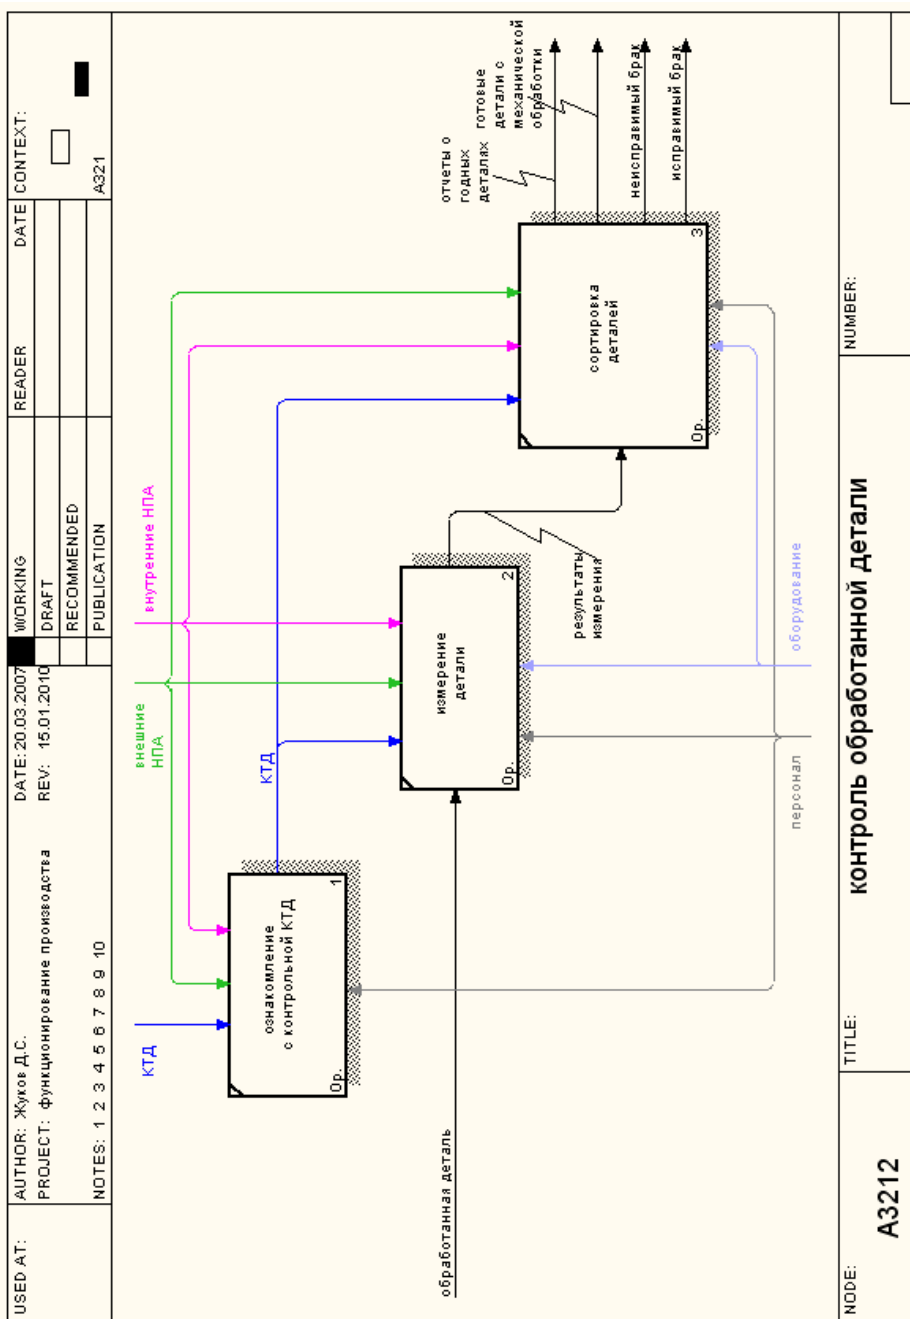 USED AT:
AUTHOR: Жуков Д.С.
DATE: 20.03.2007
WORKING
READER
DATE
CONTEXT:
PROJECT: функционирование производства
REV: 15.01.2010
DRAFT
RECOMMENDED
NOTES: 1 2 3 4 5 6 7 8 9 10
PUBLICATION
A321
КТД
внешние
НПА
внутренние НПА
ознакомление
с контрольной КТД
0р.
1
КТД
измерение
детали
0р.
2
результаты
измерения
сортировка
деталей
0р.
3
отчеты о
годных
деталях
готовые
детали с
механической
обработки
неисправимый брак
исправимый брак
обработанная деталь
персонал
оборудование
NODE:
TITLE:
NUMBER:
A3212
контроль обработанной детали